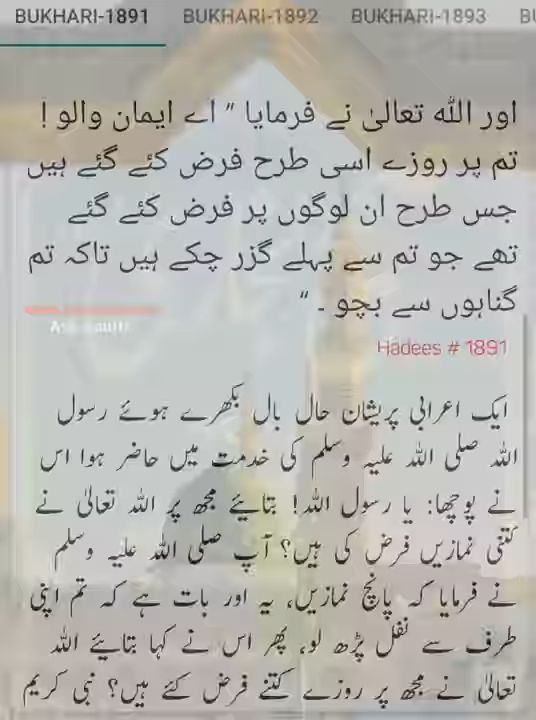 BUKHARI-1891 BUKHARI-1892 BUKHARI-1893 BU
اور اللہ تعالیٰ نے فرمایا ” اے ایمان والو !
تم پر روزے اسی طرح فرض کئے گئے ہیں
جس طرح ان لوگوں پر فرض کئے گئے
تھے جو تم سے پہلے گزر چکے ہیں تاکہ تم
گناہوں سے بچو ۔ “
Hadees # 1891
ایک اعرابی پریشان حال بال بکھرے ہوئے رسول
اللہ صلی اللہ علیہ وسلم کی خدمت میں حاضر ہوا اس
نے پوچھا: یا رسول اللہ! بتایئے مجھ پر اللہ تعالیٰ نے
کتنی نمازیں فرض کی ہیں؟ آپ صلی اللہ علیہ وسلم
نے فرمایا کہ پانچ نمازیں، یہ اور بات ہے کہ تم اپنی
طرف سے نفل پڑھ لو، پھر اس نے کہا بتایئے اللہ
تعالیٰ نے مجھ پر روزے کتنے فرض کئے ہیں؟ نبی کریم